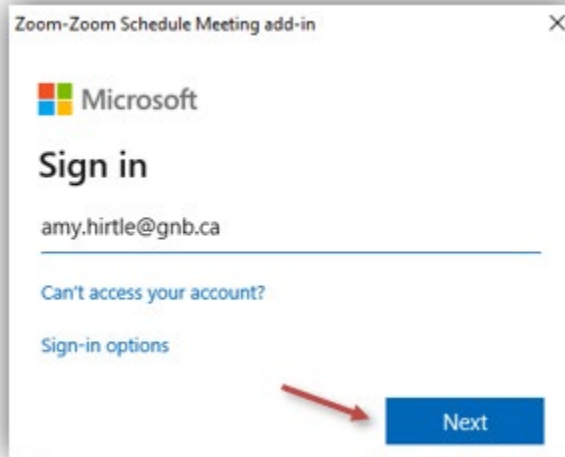 Zoom-Zoom Schedule Meeting add-in
Microsoft
Sign in
amy.hirtle@gnb.ca
Can't access your account?
Sign-in options
Next